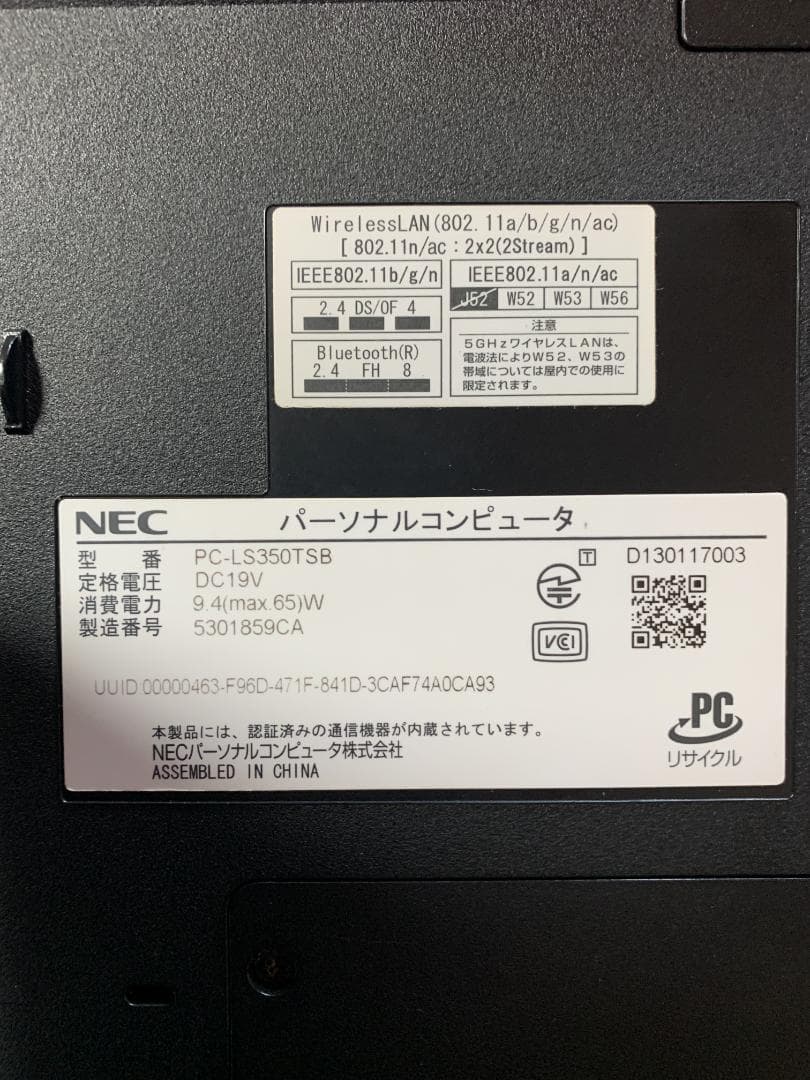 WirelessLAN(802.11a/b/g/n/ac)
[ 802.11n/ac : 2x2(2Stream) ]
IEEE802.11b/g/n
IEEE802.11a/n/ac
J52 W52 W53 W56
2.4 DS/OF 4
注意
5GHzワイヤレスLANは、
電波法によりW52、W53の
帯域については屋内での使用に
限定されます。
Bluetooth(R)
2.4 FH 8
NEC パーソナルコンピュータ
型 番 PC-LS350TSB
定格電圧 DC19V
消費電力 9.4(max.65)W
製造番号 5301859CA
T D130117003
VCI
UUID:00000463-F96D-471F-841D-3CAF74A0CA93
本製品には、認証済みの通信機器が内蔵されています。
NECパーソナルコンピュータ株式会社
ASSEMBLED IN CHINA
PC
リサイクル